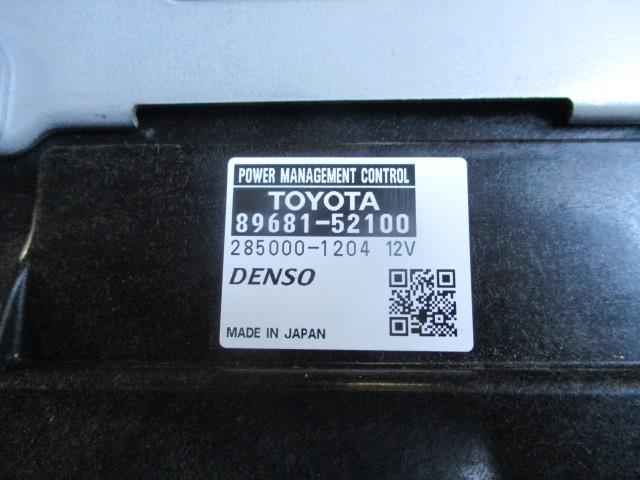 POWER MANAGEMENT CONTROL
TOYOTA
89681-52100
285000-1204 12V
DENSO
MADE IN JAPAN